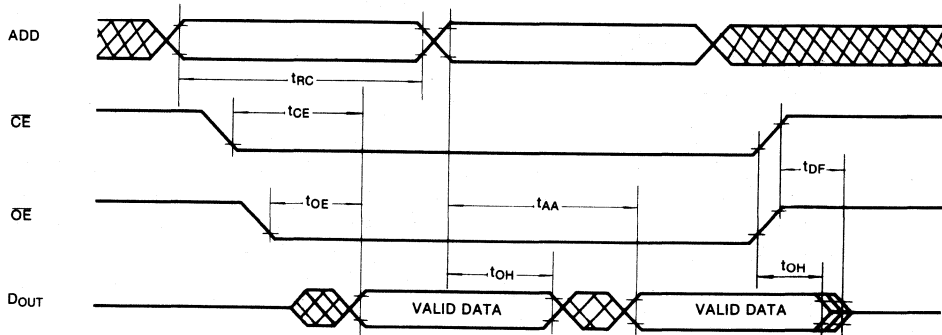 ADD
tRC
CE
tCE
tDF
OE
tOE
tAA
tOH
tOH
DOUT
VALID DATA
VALID DATA